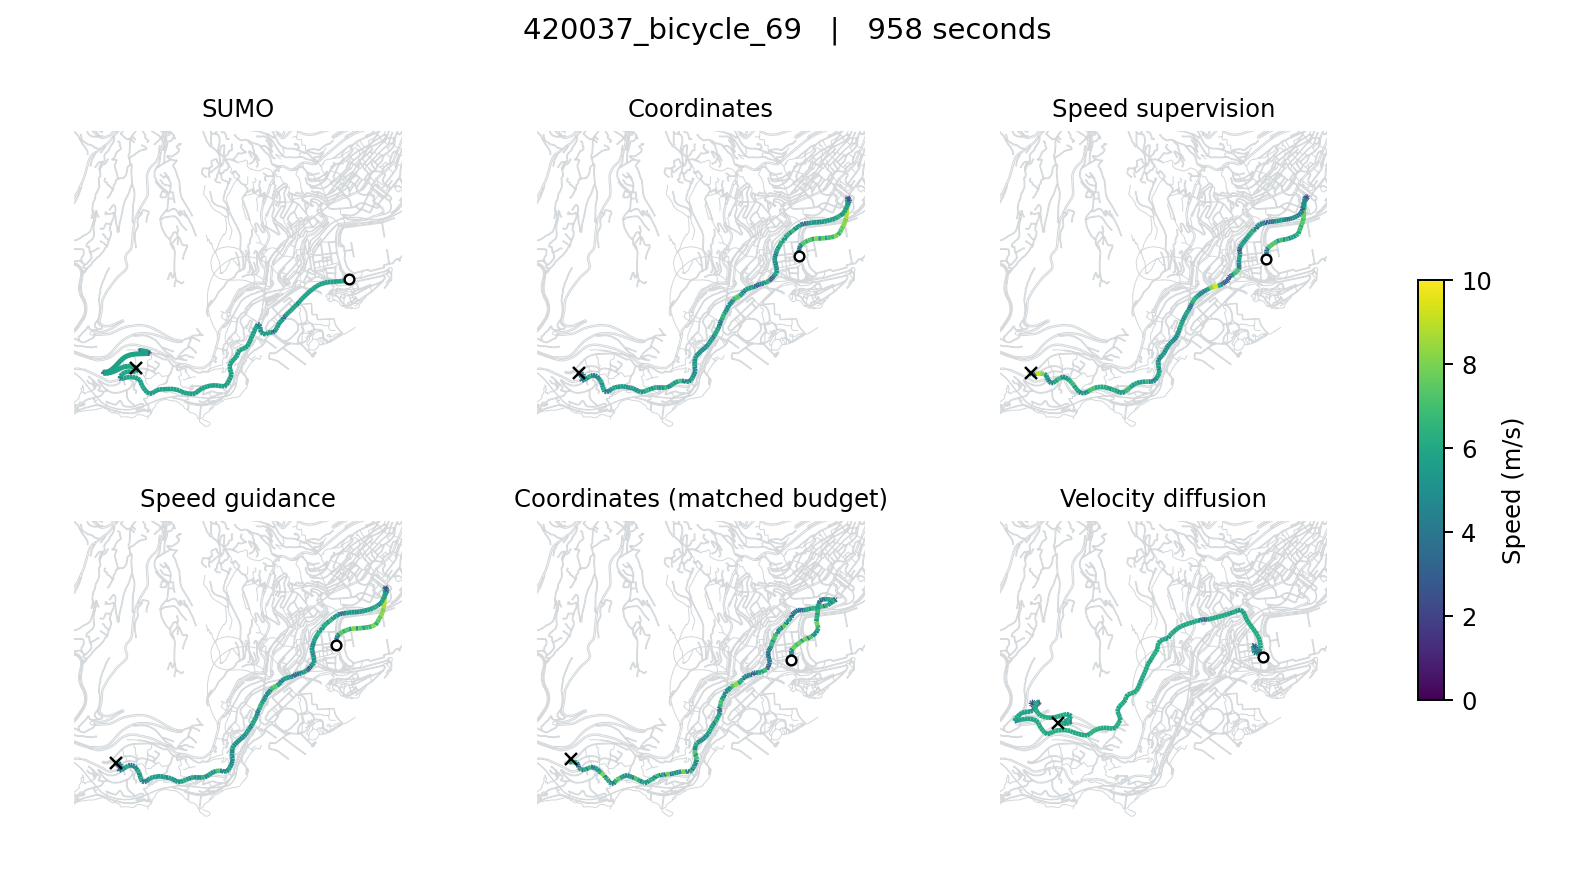 420037_bicycle_69 | 958 seconds
SUMO
Coordinates
Speed supervision
Speed guidance
Coordinates (matched budget)
Velocity diffusion
10
8
6
4
2
0
Speed (m/s)